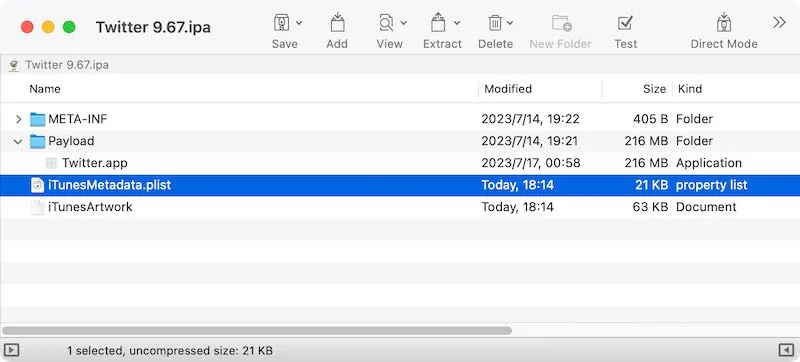 Twitter 9.67.ipa
Save Add View Extract Delete New Folder Test Direct Mode
Twitter 9.67.ipa
Name Modified Size Kind
META-INF 2023/7/14, 19:22 405 B Folder
Payload 2023/7/14, 19:21 216 MB Folder
Twitter.app 2023/7/17, 00:58 216 MB Application
iTunesMetadata.plist Today, 18:14 21 KB property list
iTunesArtwork Today, 18:14 63 KB Document
1 selected, uncompressed size: 21 KB